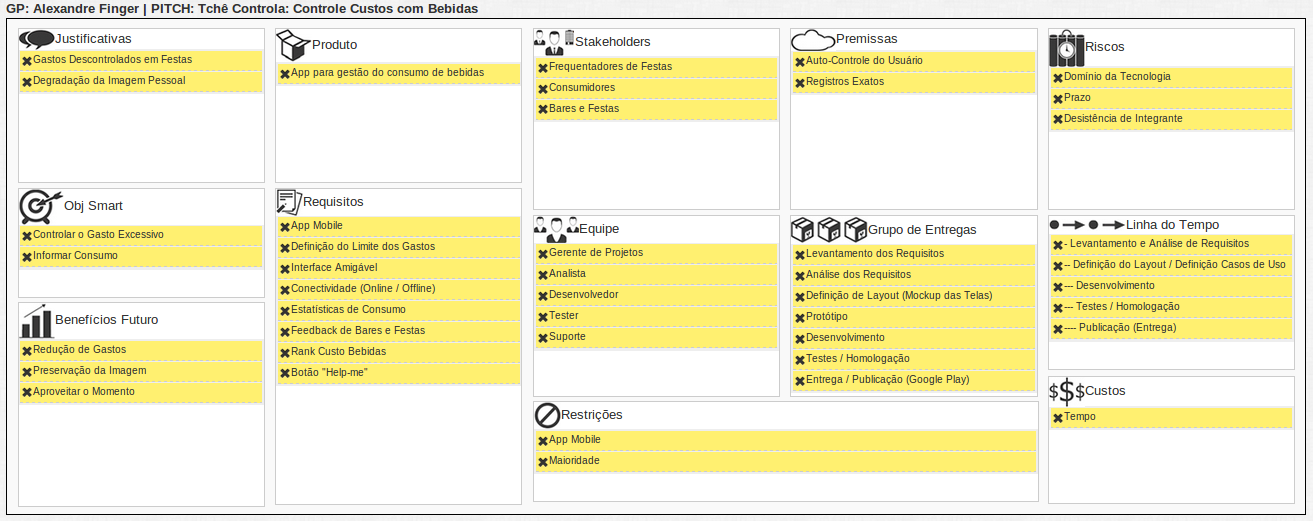 GP: Alexandre Finger | PITCH: Tchê Controla: Controle Custos com Bebidas
Justificativas
Gastos Descontrolados em Festas
Degradação da Imagem Pessoal
Obj Smart
Controlar o Gasto Excessivo
Informar Consumo
Benefícios Futuro
Redução de Gastos
Preservação da Imagem
Aproveitar o Momento
Produto
App para gestão do consumo de bebidas
Requisitos
App Mobile
Definição do Limite dos Gastos
Interface Amigável
Conectividade (Online / Offline)
Estatísticas de Consumo
Feedback de Bares e Festas
Rank Custo Bebidas
Botão "Help-me"
Stakeholders
Frequentadores de Festas
Consumidores
Bares e Festas
Equipe
Gerente de Projetos
Analista
Desenvolvedor
Tester
Suporte
Premissas
Auto-Controle do Usuário
Registros Exatos
Grupo de Entregas
Levantamento dos Requisitos
Análise dos Requisitos
Definição de Layout (Mockup das Telas)
Protótipo
Desenvolvimento
Testes / Homologação
Entrega / Publicação (Google Play)
Restrições
App Mobile
Maioridade
Riscos
Domínio da Tecnologia
Prazo
Desistência de Integrante
Linha do Tempo
- Levantamento e Análise de Requisitos
-- Definição do Layout / Definição Casos de Uso
--- Desenvolvimento
--- Testes / Homologação
---- Publicação (Entrega)
$$$Custos
Tempo